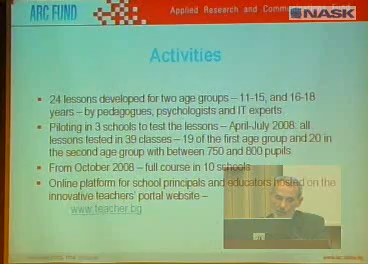 ARC FUND
Applied Research and Commu
NASK
Activities
24 lessons developed for two age groups – 11-15, and 16-18
years – by pedagogues, psychologists and IT experts
Piloting in 3 schools to test the lessons – April-July 2008: all
lessons tested in 39 classes – 19 of the first age group and 20 in
the second age group with between 750 and 800 pupils.
From October 2008 – full course in 10 schools
Online platform for school principals and educators hosted on the
innovative teachers' portal website –
www.teacher.bg